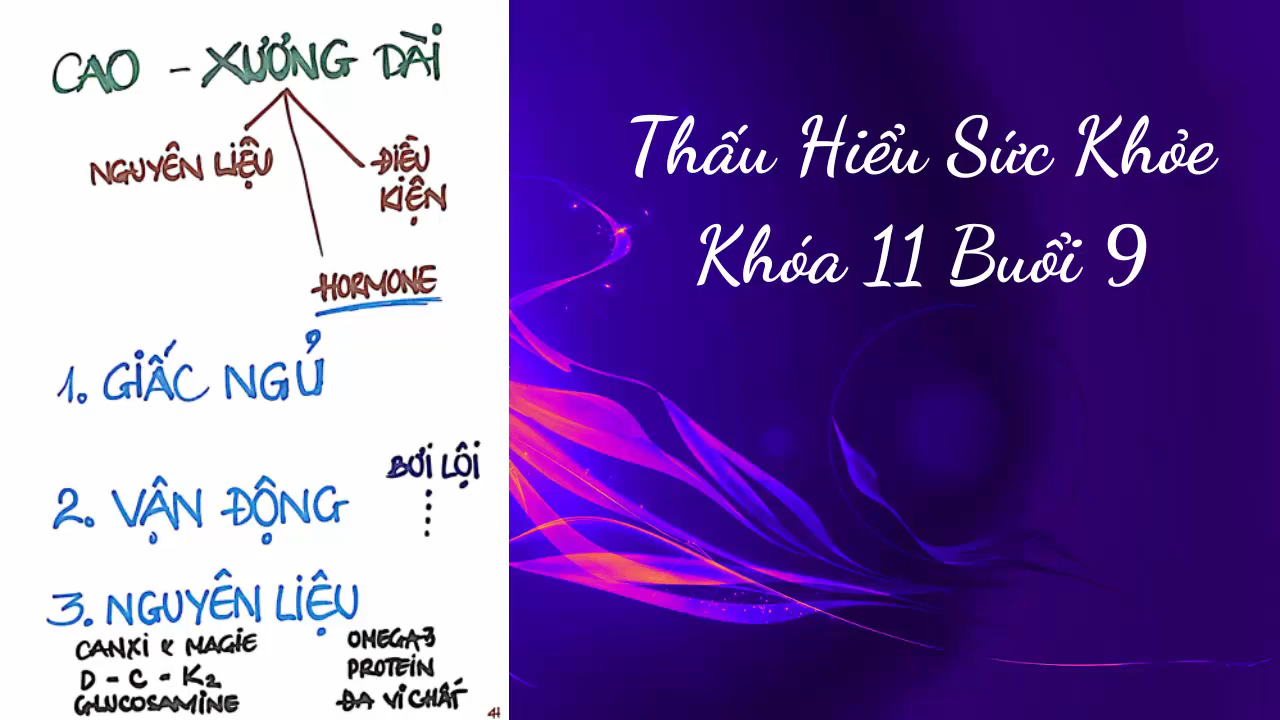 CAO - XƯƠNG DÀI
NGUYÊN LIỆU
ĐIỀU
KIỆN
HORMONE
1. GIẤC NGỦ
BƠI LỘI
2. VẬN ĐỘNG
3. NGUYÊN LIỆU
CANXI & MAGIE
D - C - K2
GLUCOSAMINE
OMEGA3
PROTEIN
ĐA VI CHẤT
41
Thấu Hiểu Sức Khỏe
Khóa 11 Buổi 9